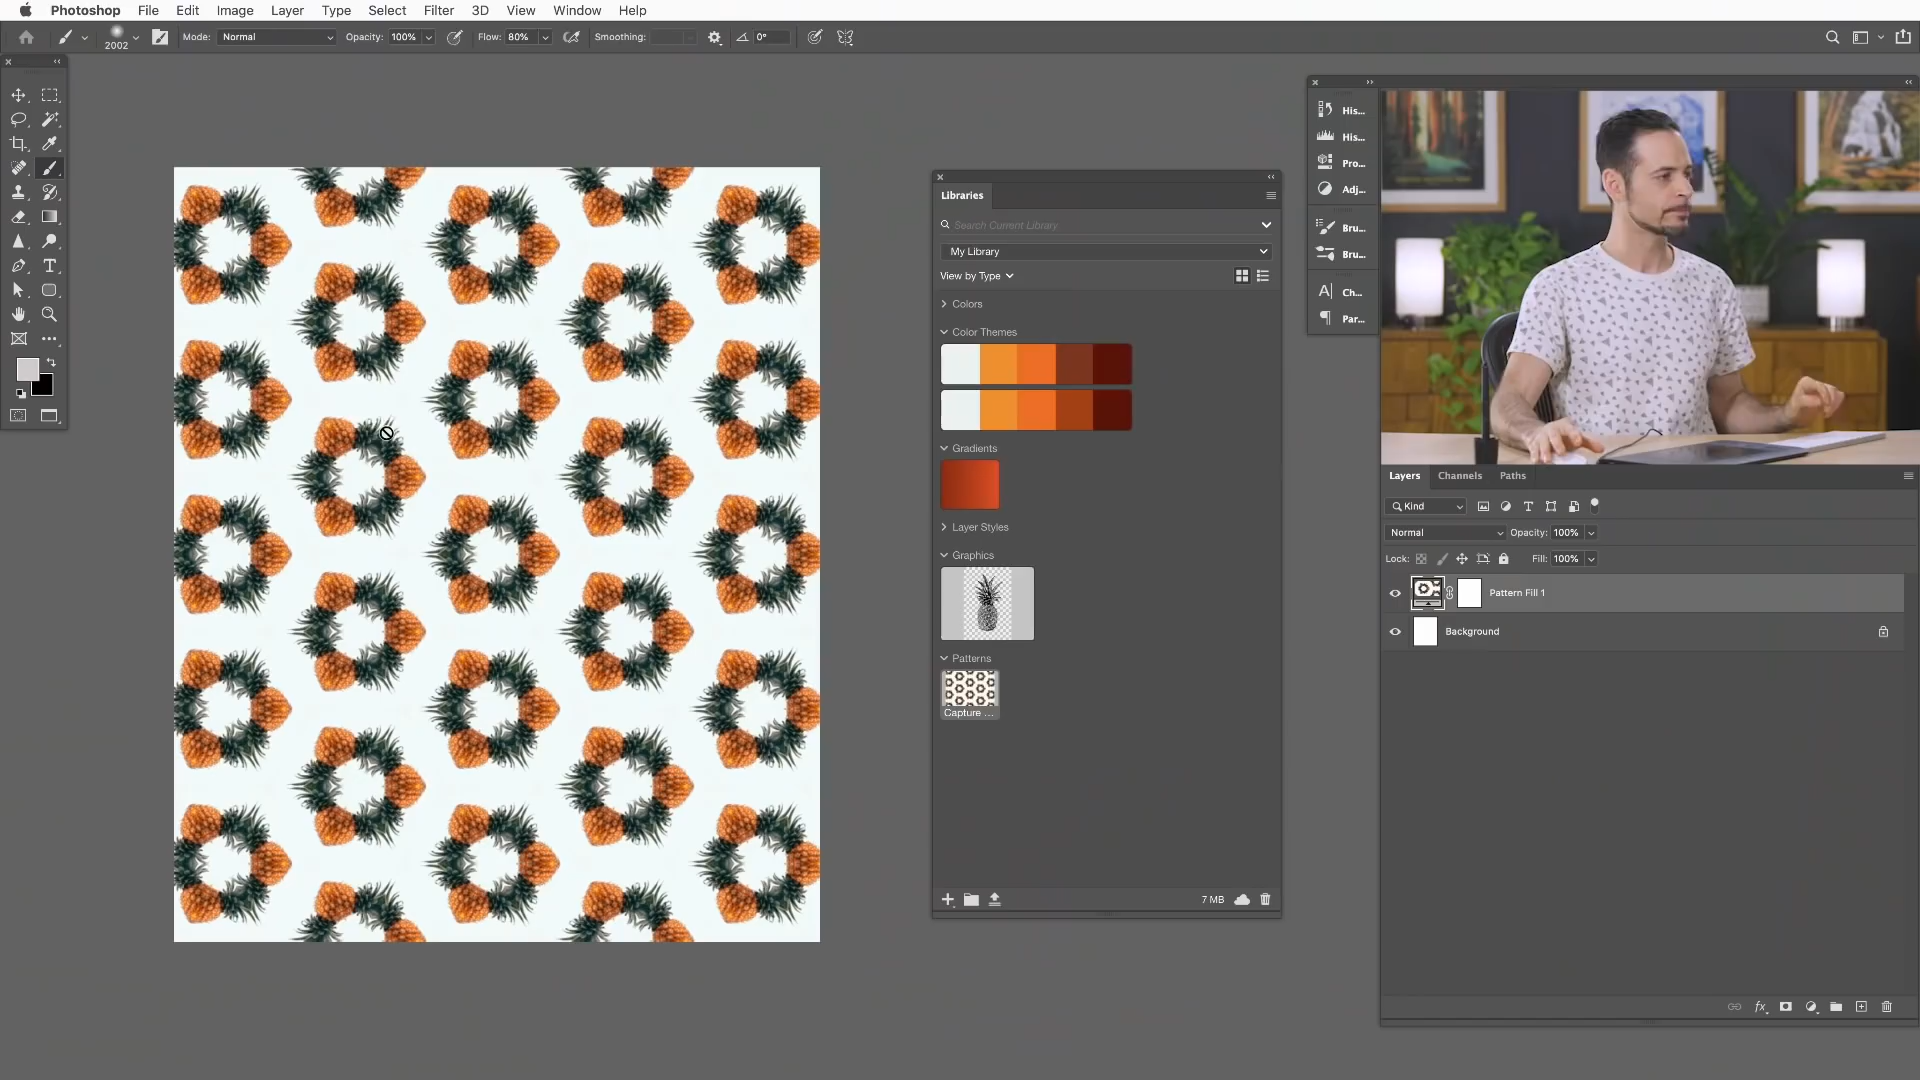 Photoshop File Edit Image Layer Type Select Filter 3D View Window Help
2002 Mode: Normal Opacity: 100% Flow: 80% Smoothing: 0°
Libraries
Search Current Library
My Library
View by Type
Colors
Color Themes
Gradients
Layer Styles
Graphics
Patterns
Capture ...
7 MB
His...
His...
Pro...
Adj...
Bru...
Bru...
Ch...
Par...
Layers Channels Paths
Kind
Normal Opacity: 100%
Lock: Fill: 100%
Pattern Fill 1
Background
fx